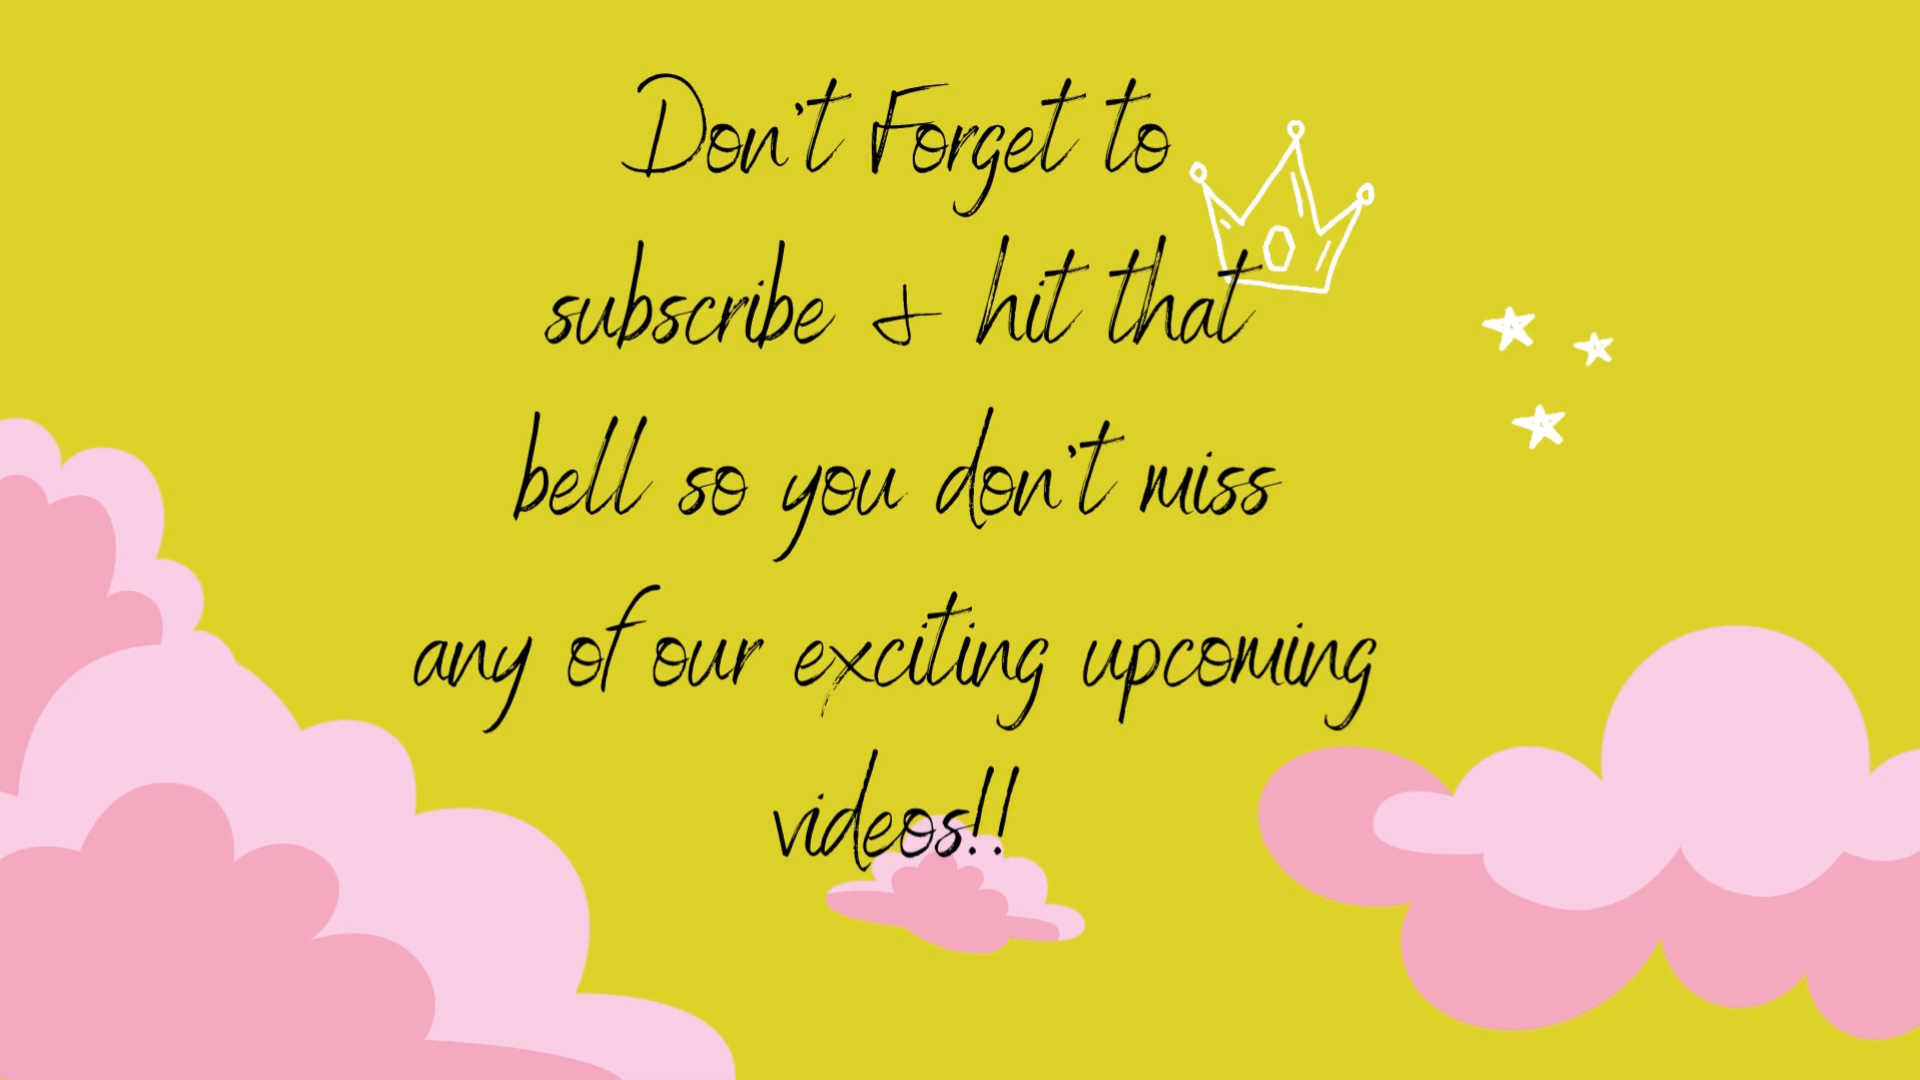 Don't Forget to
subscribe & hit that
bell so you don't miss
any of our exciting upcoming
videos!!